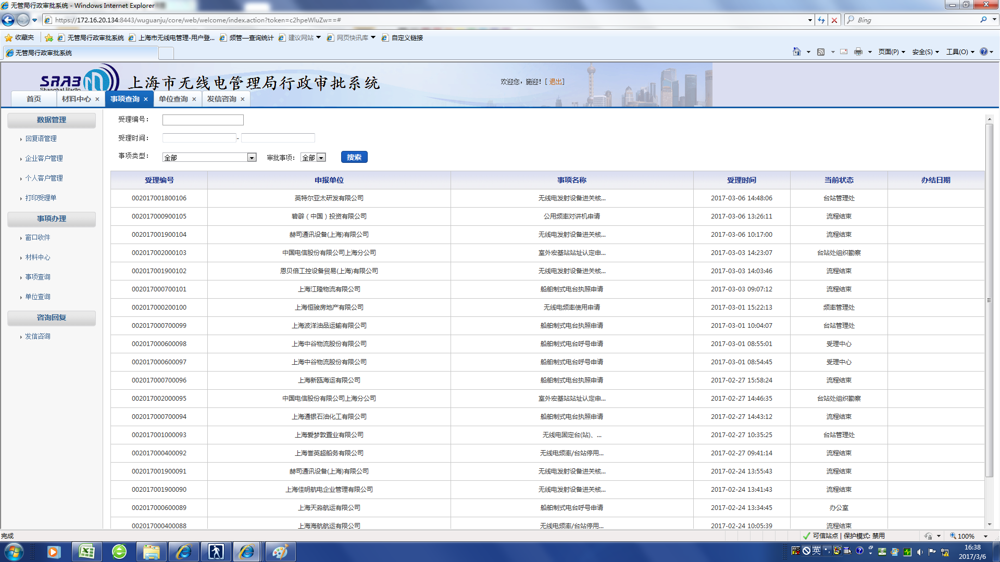 无管局行政审批系统 - Windows Internet Explorer
https://172.16.20.134:8443/wuguanju/core/web/welcome/index.action?token=c2hpeWluZw==#
Bing
收藏夹 无管局行政审批系统 上海市无线电管理-用户登... 频管—查询统计 建议网站 网页快讯库 自定义链接
无管局行政审批系统
页面(P) 安全(S) 工具(O)
SRAB
Shanghai Radio
上海市无线电管理局行政审批系统
欢迎您，施迎！[ 退出]
首页 材料中心 × 事项查询 × 单位查询 × 发信咨询 ×
数据管理
回复语管理
企业客户管理
个人客户管理
打印受理单
事项办理
窗口收件
材料中心
事项查询
单位查询
咨询回复
发信咨询
受理编号：
受理时间： -
事项类型： 全部 审批事项： 全部 搜索
受理编号 申报单位 事项名称 受理时间 当前状态 办结日期
002017001800106 英特尔亚太研发有限公司 无线电发射设备进关核... 2017-03-06 14:48:06 台站管理处
002017000900105 碧辟（中国）投资有限公司 公用频率对讲机申请 2017-03-06 13:26:11 流程结束
002017001900104 赫司通讯设备(上海)有限公司 无线电发射设备进关核... 2017-03-06 10:17:00 流程结束
002017002000103 中国电信股份有限公司上海分公司 室外宏基站站址认定申... 2017-03-03 14:23:07 台站处组织勘察
002017001900102 恩贝倍工控设备贸易(上海)有限公司 无线电发射设备进关核... 2017-03-03 14:03:46 流程结束
002017000700101 上海江隆物流有限公司 船舶制式电台执照申请 2017-03-03 09:07:12 流程结束
002017000200100 上海恒骏房地产有限公司 无线电频率使用申请 2017-03-01 15:22:13 频率管理处
002017000700099 上海波洋油品运输有限公司 船舶制式电台执照申请 2017-03-01 10:04:07 台站管理处
002017000600098 上海中谷物流股份有限公司 船舶制式电台呼号申请 2017-03-01 08:55:01 受理中心
002017000600097 上海中谷物流股份有限公司 船舶制式电台呼号申请 2017-03-01 08:54:45 受理中心
002017000700096 上海新瓯海运有限公司 船舶制式电台执照申请 2017-02-27 15:58:24 流程结束
002017002000095 中国电信股份有限公司上海分公司 室外宏基站站址认定申... 2017-02-27 14:46:35 台站处组织勘察
002017000700094 上海通银石油化工有限公司 船舶制式电台执照申请 2017-02-27 14:43:12 流程结束
002017001000093 上海爱梦敦置业有限公司 无线电固定台(站)、... 2017-02-27 10:35:25 台站管理处
002017000400092 上海誉英超船务有限公司 无线电频率/台站停用... 2017-02-27 09:41:14 流程结束
002017001900091 赫司通讯设备(上海)有限公司 无线电发射设备进关核... 2017-02-24 13:55:43 流程结束
002017001900090 上海佳明航电企业管理有限公司 无线电发射设备进关核... 2017-02-24 13:41:43 流程结束
002017000600089 上海天淼航运有限公司 船舶制式电台呼号申请 2017-02-24 13:34:45 办公室
002017000400088 上海海航航运有限公司 无线电频率/台站停用... 2017-02-24 10:05:39 流程结束
完成 可信站点 | 保护模式: 禁用 100%
英 16:38
2017/3/6